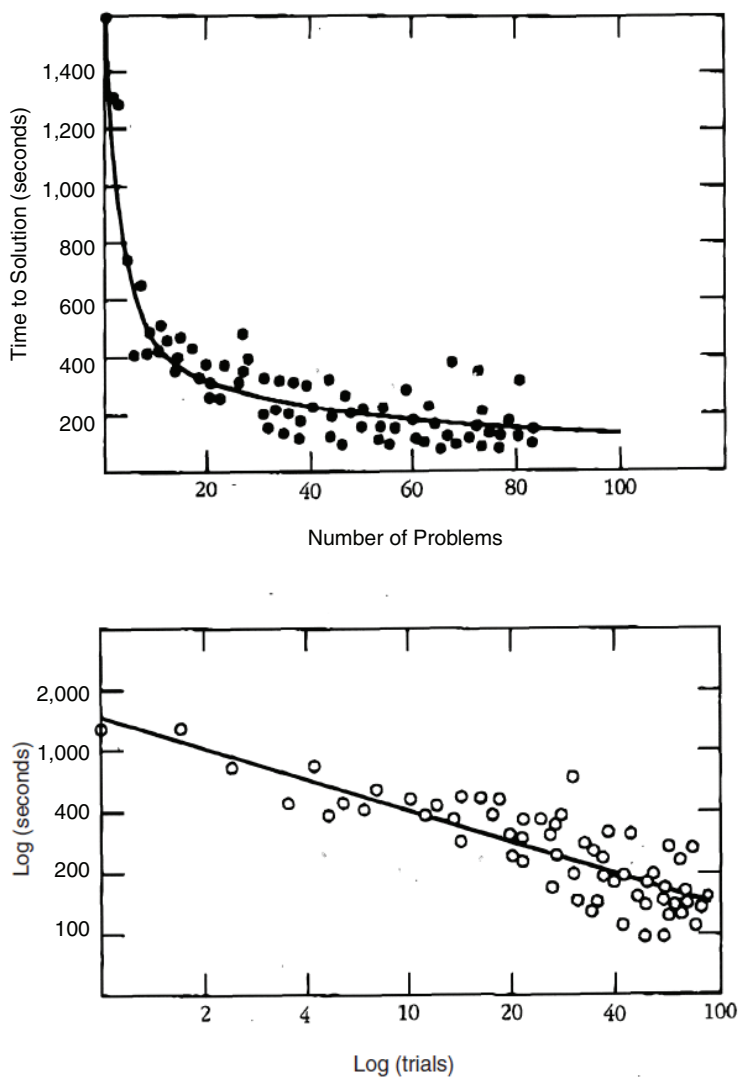 1,400
1,200
1,000
800
600
400
200
Time to Solution (seconds)
20 40 60 80 100
Number of Problems
2,000
1,000
400
200
100
Log (seconds)
2 4 10 20 40 100
Log (trials)